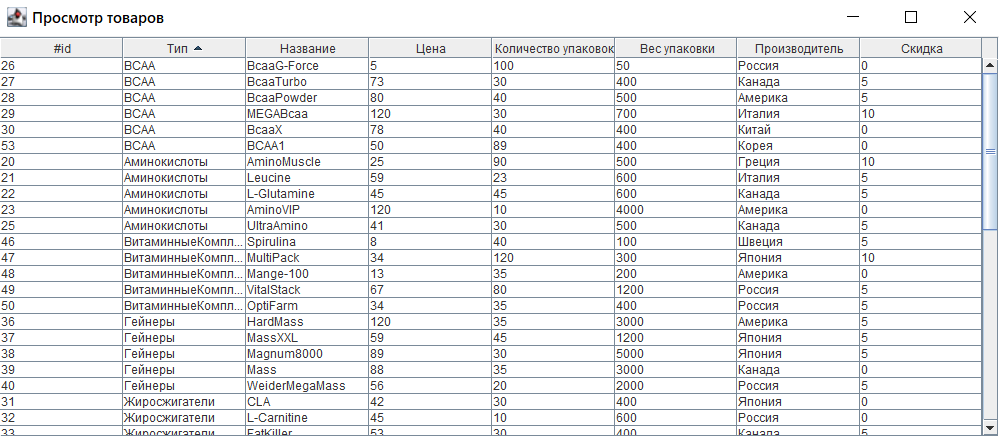 Просмотр товаров
#id Тип Название Цена Количество упаковок Вес упаковки Производитель Скидка
26 BCAA BcaaG-Force 5 100 50 Россия 0
27 BCAA BcaaTurbo 73 30 400 Канада 5
28 BCAA BcaaPowder 80 40 500 Америка 5
29 BCAA MEGABcaa 120 30 700 Италия 10
30 BCAA BcaaX 78 40 400 Китай 0
53 BCAA BCAA1 50 89 400 Корея 0
20 Аминокислоты AminoMuscle 25 90 500 Греция 10
21 Аминокислоты Leucine 59 23 600 Италия 5
22 Аминокислоты L-Glutamine 45 45 600 Канада 5
23 Аминокислоты AminoVIP 120 10 4000 Америка 0
25 Аминокислоты UltraAmino 41 30 500 Канада 5
46 ВитаминныеКомпл... Spirulina 8 40 100 Швеция 5
47 ВитаминныеКомпл... MultiPack 34 120 300 Япония 10
48 ВитаминныеКомпл... Mange-100 13 35 200 Америка 0
49 ВитаминныеКомпл... VitalStack 67 80 1200 Россия 5
50 ВитаминныеКомпл... OptiFarm 34 35 400 Россия 5
36 Гейнеры HardMass 120 35 3000 Америка 5
37 Гейнеры MassXXL 59 45 1200 Япония 5
38 Гейнеры Magnum8000 89 30 5000 Япония 5
39 Гейнеры Mass 88 35 3000 Канада 0
40 Гейнеры WeiderMegaMass 56 20 2000 Россия 5
31 Жиросжигатели CLA 42 30 400 Япония 0
32 Жиросжигатели L-Carnitine 45 10 600 Россия 0
33 Жиросжигатели FatKiller 53 30 400 Канада 5